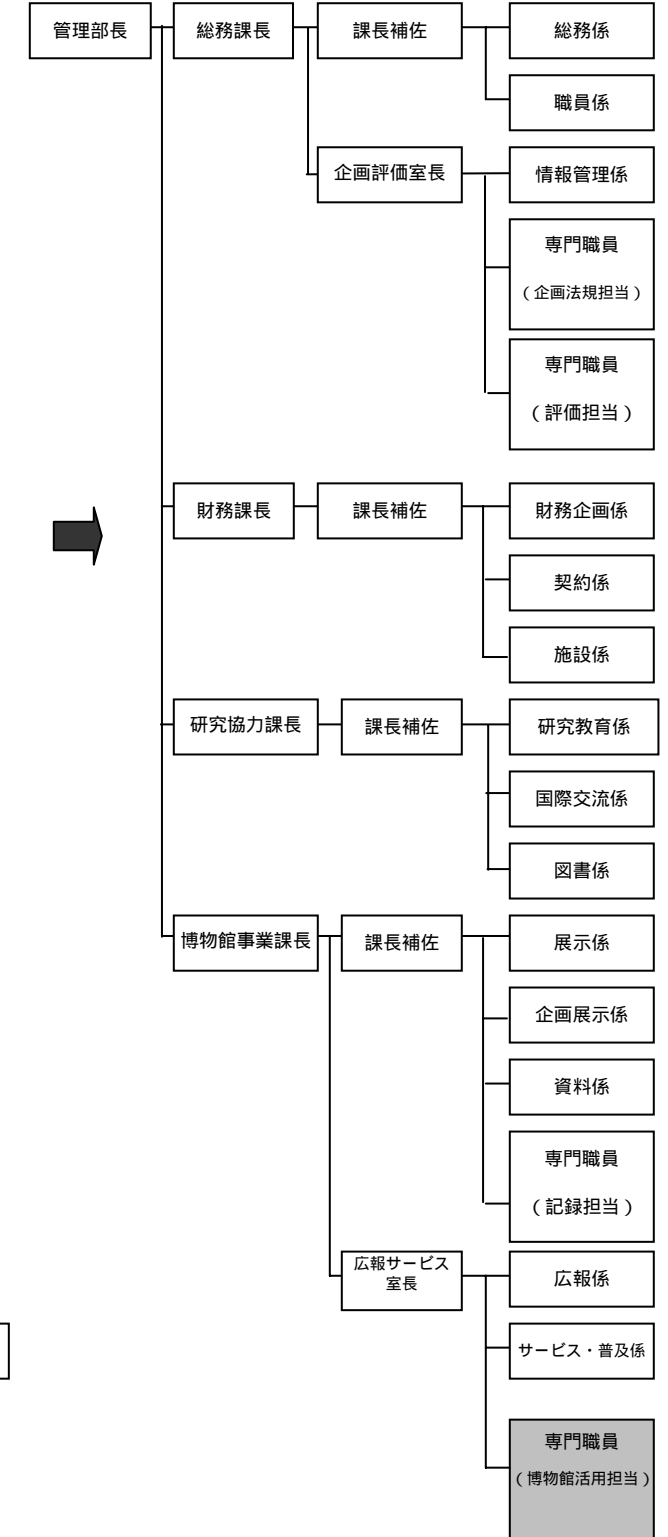 管理部長
総務課長
課長補佐
総務係
職員係
企画評価室長
情報管理係
専門職員
(企画法規担当)
専門職員
(評価担当)
財務課長
課長補佐
財務企画係
契約係
施設係
研究協力課長
課長補佐
研究教育係
国際交流係
図書係
博物館事業課長
課長補佐
展示係
企画展示係
資料係
専門職員
(記録担当)
広報サービス
室長
広報係
サービス・普及係
専門職員
(博物館活用担当)